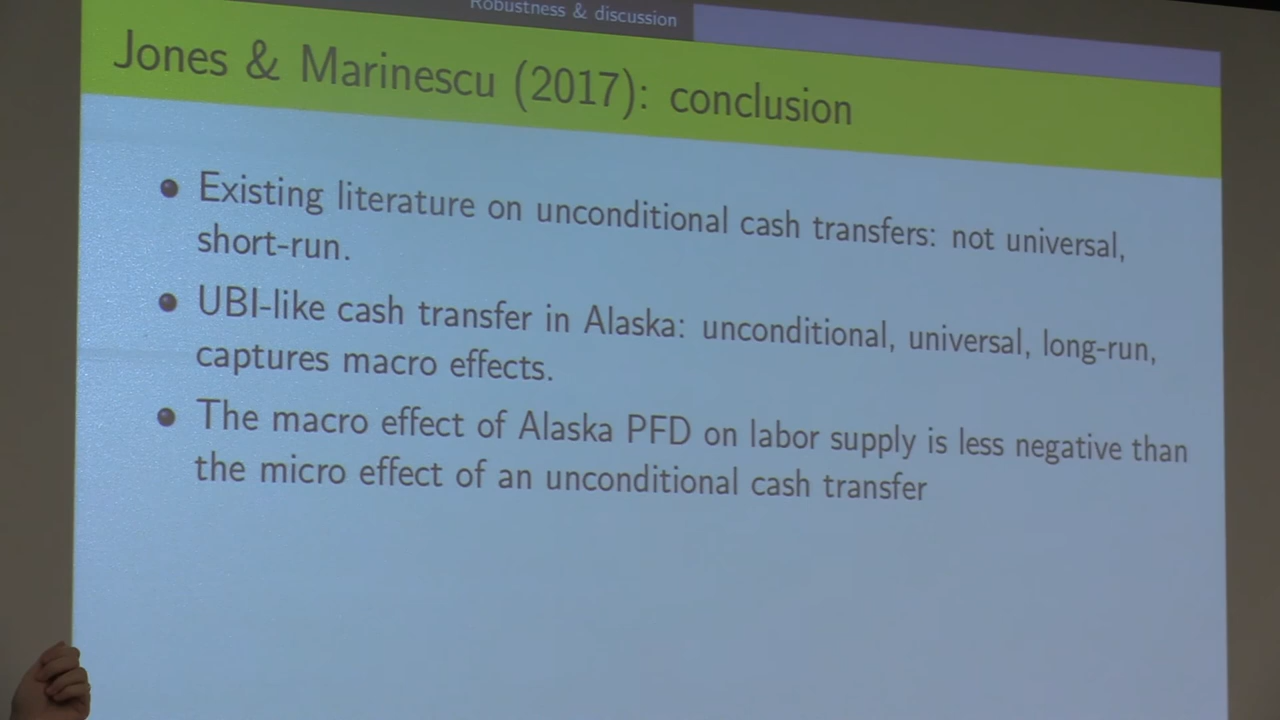 Robustness & discussion
Jones & Marinescu (2017): conclusion
Existing literature on unconditional cash transfers: not universal,
short-run.
UBI-like cash transfer in Alaska: unconditional, universal, long-run,
captures macro effects.
The macro effect of Alaska PFD on labor supply is less negative than
the micro effect of an unconditional cash transfer